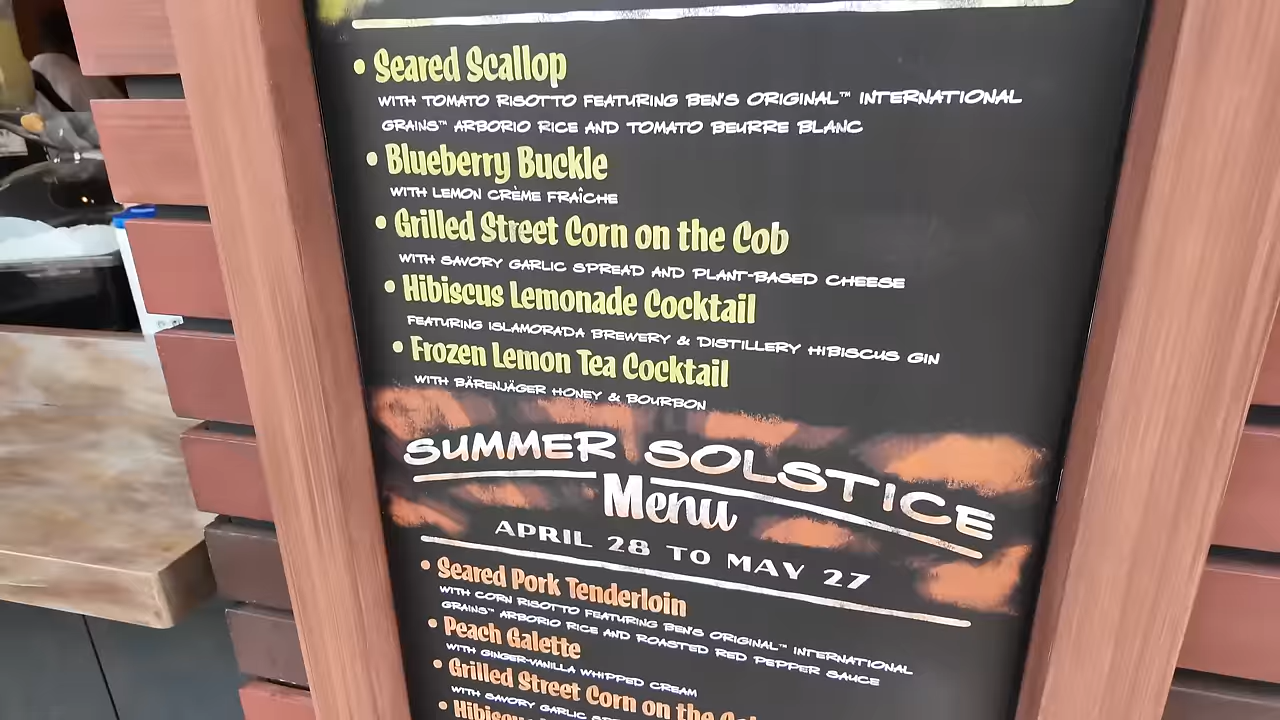 • Seared Scallop
WITH TOMATO RISOTTO FEATURING BEN'S ORIGINAL™ INTERNATIONAL
GRAINS™ ARBORIO RICE AND TOMATO BEURRE BLANC
• Blueberry Buckle
WITH LEMON CRÈME FRAÎCHE
• Grilled Street Corn on the Cob
WITH SAVORY GARLIC SPREAD AND PLANT-BASED CHEESE
• Hibiscus Lemonade Cocktail
FEATURING ISLAMORADA BREWERY & DISTILLERY HIBISCUS GIN
• Frozen Lemon Tea Cocktail
WITH BÄRENJÄGER HONEY & BOURBON
SUMMER SOLSTICE
Menu
APRIL 28 TO MAY 27
• Seared Pork Tenderloin
WITH CORN RISOTTO FEATURING BEN'S ORIGINAL™ INTERNATIONAL
GRAINS™ ARBORIO RICE AND ROASTED RED PEPPER SAUCE
• Peach Galette
WITH GINGER-VANILLA WHIPPED CREAM
• Grilled Street Corn on the
WITH SAVORY GARLIC